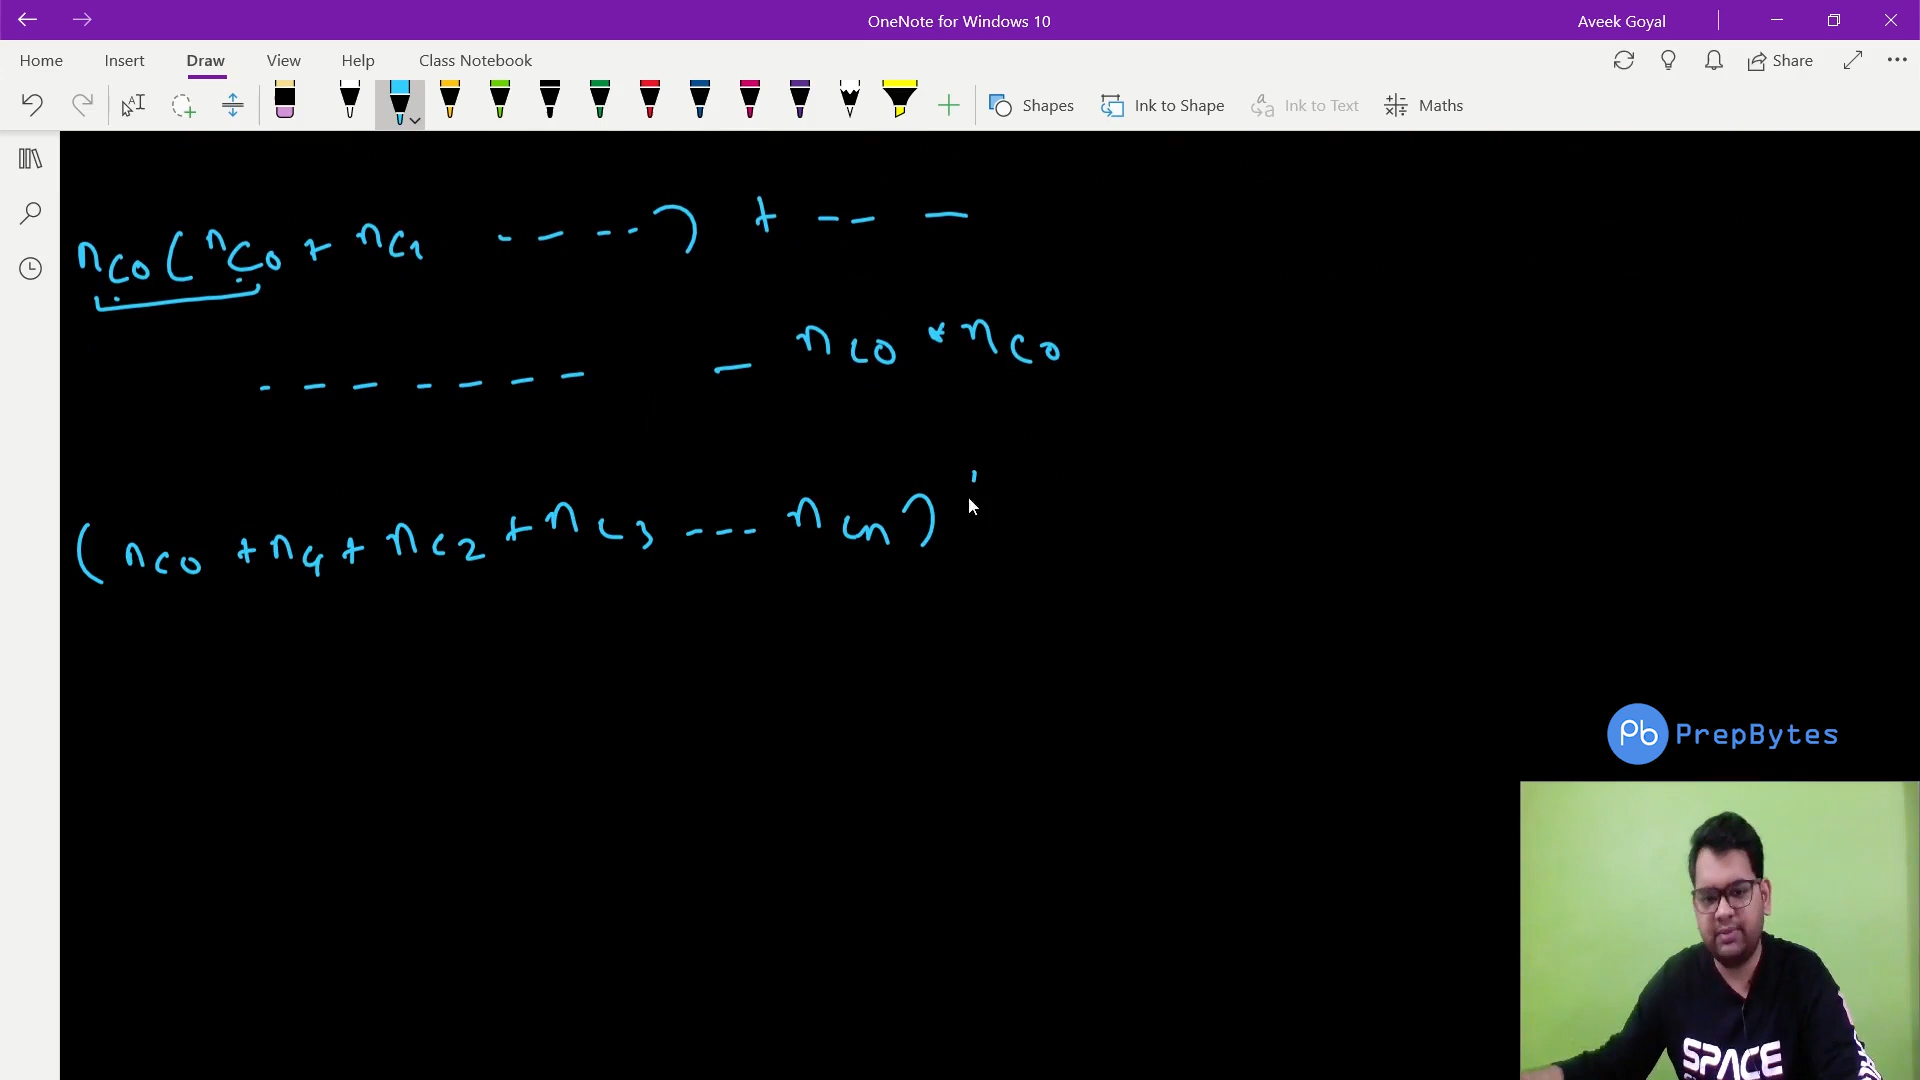 OneNote for Windows 10
Aveek Goyal
Home Insert Draw View Help Class Notebook
Share
Shapes Ink to Shape Ink to Text Maths
nC0 ( nC0 + nC1 ----- ) + -- -
------- - nC0 * nC0
( nC0 + nC1 + nC2 + nC3 --- nCn )
Pb PrepBytes
SPACE